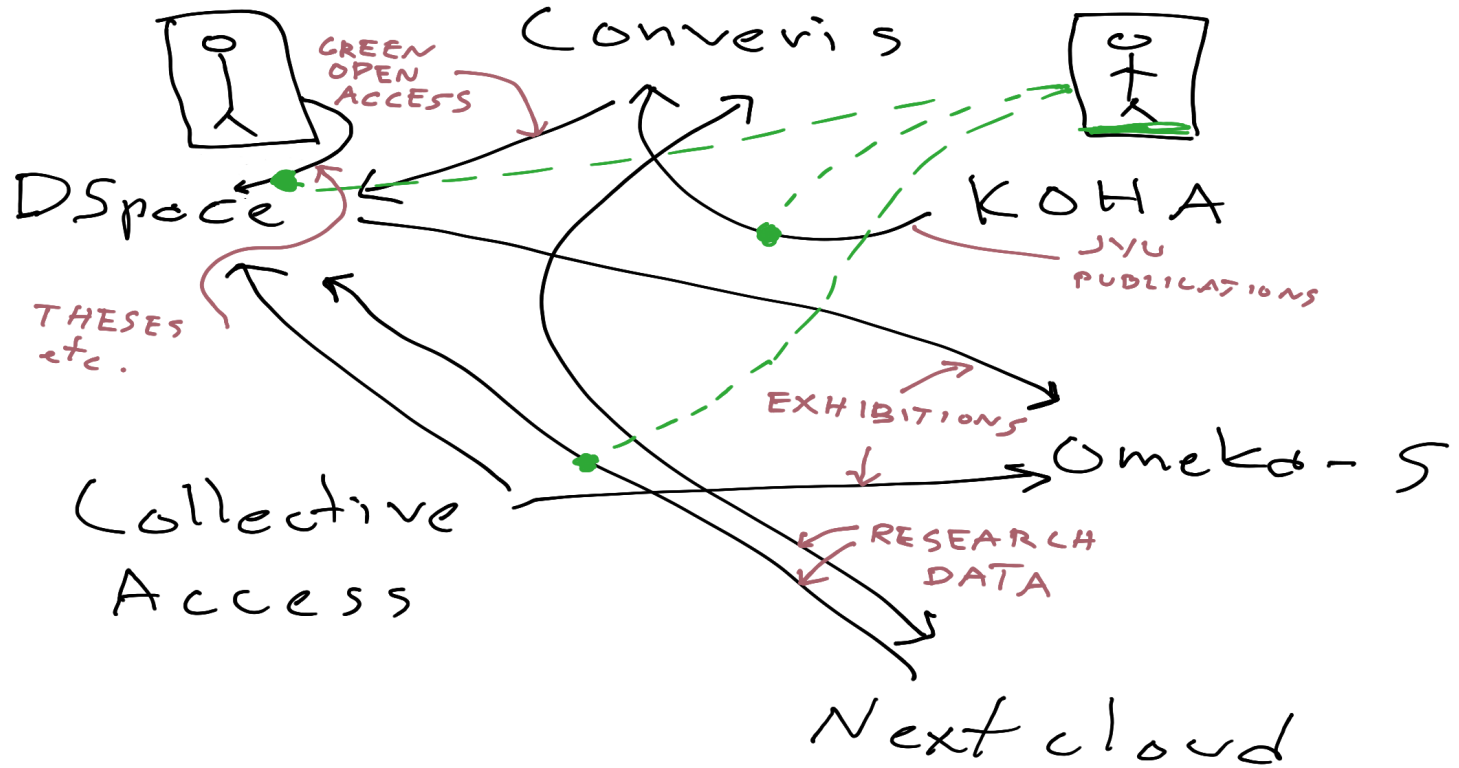 Converis
GREEN
OPEN
ACCESS
DSpace
KOHA
JYU
PUBLICATIONS
THESES
etc.
EXHIBITIONS
Omeka-S
Collective
Access
RESEARCH
DATA
Nextcloud